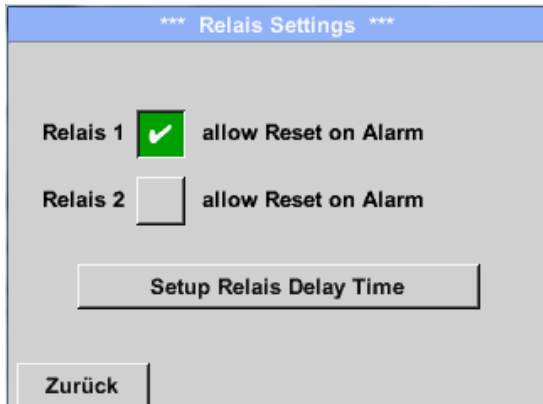 *** Relais Settings ***
Relais 1 ✔ allow Reset on Alarm
Relais 2 allow Reset on Alarm
Setup Relais Delay Time
Zurück